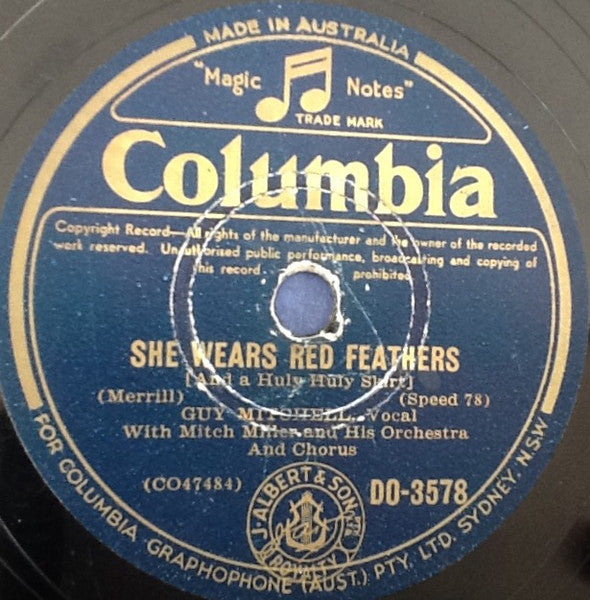 MADE IN AUSTRALIA
"Magic Notes"
TRADE MARK
Columbia
Copyright Record—All rights of the manufacturer and the owner of the recorded
work reserved. Unauthorised public performance, broadcasting and copying of
this record prohibited
SHE WEARS RED FEATHERS
[And a Huly Huly Skirt]
(Merrill) (Speed 78)
GUY MITCHELL, Vocal
With Mitch Miller and His Orchestra
And Chorus
(CO47484) DO-3578
J. ALBERT & SON
ROYALTY
FOR COLUMBIA GRAPHOPHONE (AUST.) PTY. LTD. SYDNEY. N.S.W